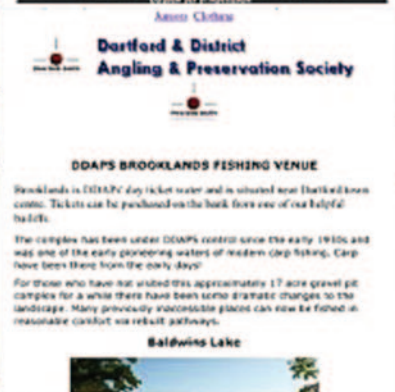 Dartford & District
Angling & Preservation Society
DDAPS BROOKLANDS FISHING VENUE
Brooklands is DDAPS' day ticket water and is situated near Dartford town
centre. Tickets can be purchased on the bank from one of our helpful
bailiffs.
The complex has been under DDAPS control since the early 1950s and
was one of the early pioneering waters of modern carp fishing. Carp
have been there from the early days!
For those who have not visited this approximately 17 acre gravel pit
complex for a while there have been some dramatic changes to the
landscape. Many previously inaccessible places can now be fished in
reasonable comfort via rebuilt pathways.
Baldwins Lake